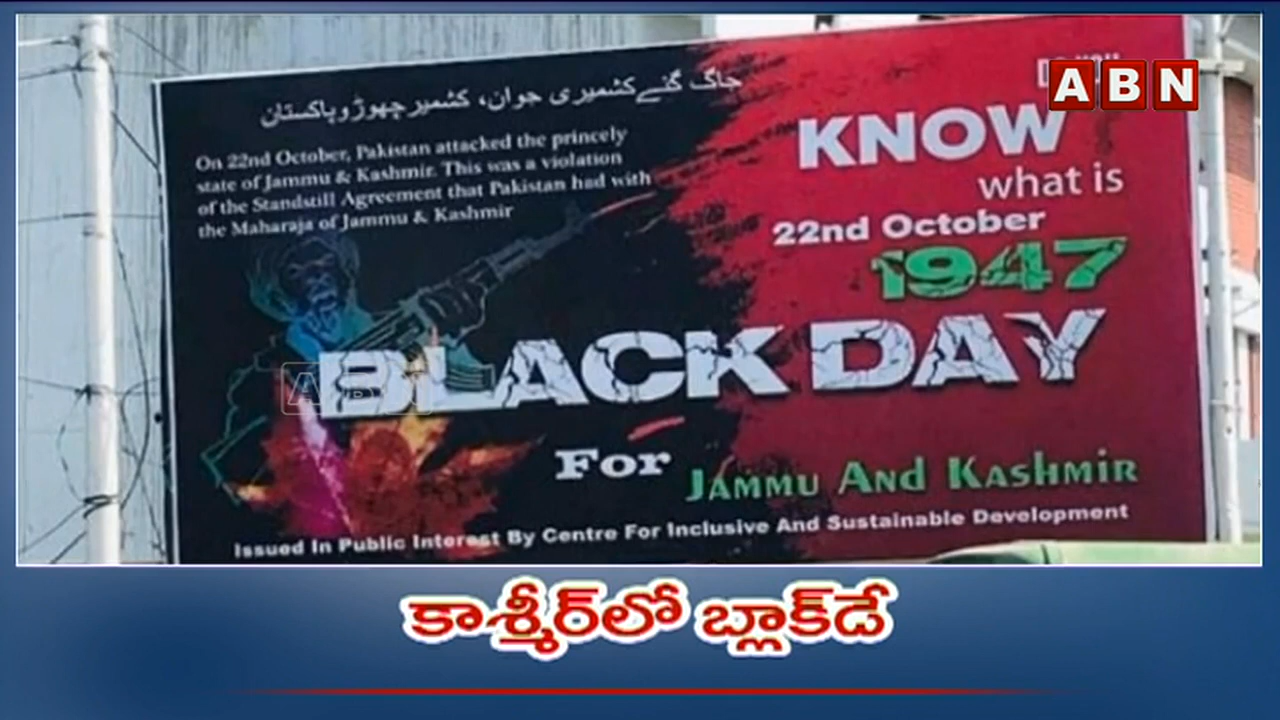 ABN
جاگ گئے کشمیری جوان، کشمیر چھوڑو پاکستان
On 22nd October, Pakistan attacked the princely
state of Jammu & Kashmir. This was a violation
of the Standstill Agreement that Pakistan had with
the Maharaja of Jammu & Kashmir
KNOW
what is
22nd October
1947
BLACK DAY
For Jammu And Kashmir
Issued In Public Interest By Centre For Inclusive And Sustainable Development
కాశ్మీర్‌లో బ్లాక్‌డే